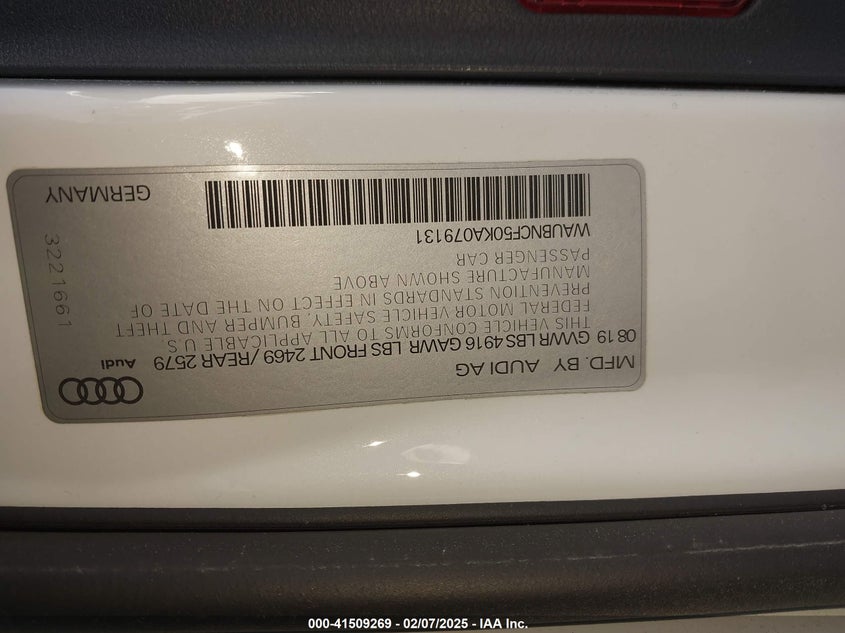 MFD. BY AUDI AG
08 19 GWWR LBS 4916 GAWR LBS FRONT 2469 / REAR 2579
THIS VEHICLE CONFORMS TO ALL APPLICABLE U.S.
FEDERAL MOTOR VEHICLE SAFETY, BUMPER AND THEFT
PREVENTION STANDARDS IN EFFECT ON THE DATE OF
MANUFACTURE SHOWN ABOVE
PASSENGER CAR
WAUBNCF50KA079131
Audi
3221661
GERMANY
000-41509269 - 02/07/2025 - IAA Inc.